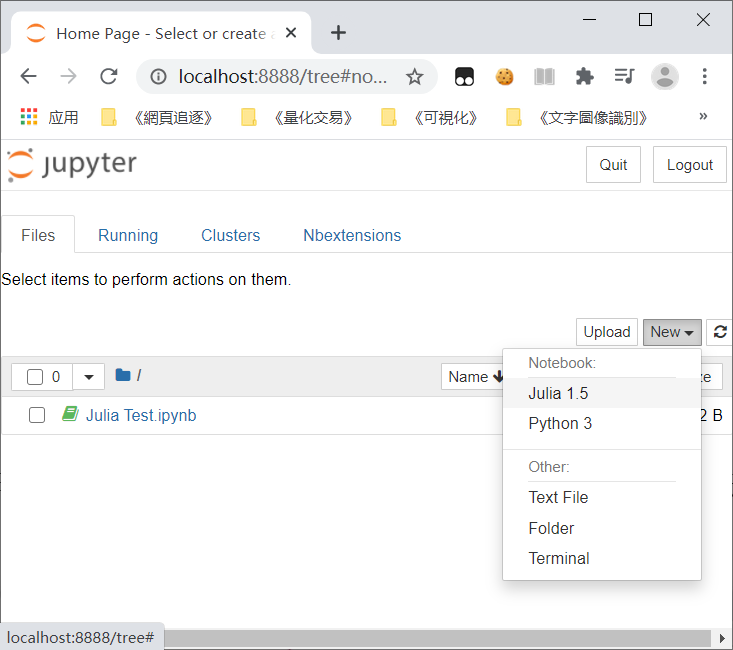 Home Page - Select or create a
localhost:8888/tree#no...
应用 《網頁追逐》 《量化交易》 《可視化》 《文字圖像識別》 »
jupyter Quit Logout
Files Running Clusters Nbextensions
Select items to perform actions on them.
Upload New
0 / Name ze
Notebook:
Julia 1.5
Julia Test.ipynb 2 B
Python 3
Other:
Text File
Folder
Terminal
localhost:8888/tree#